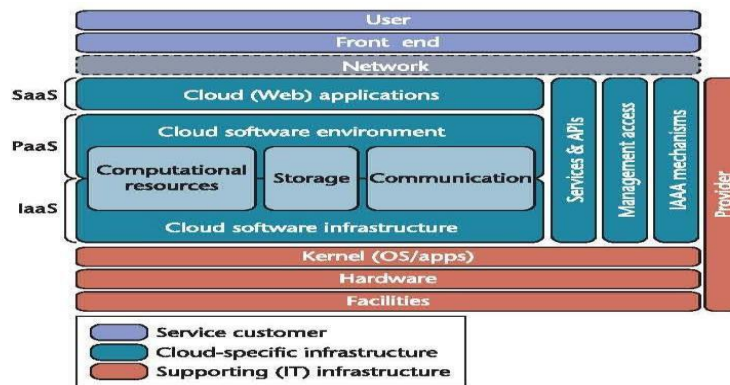 User
Front end
Network
SaaS
Cloud (Web) applications
PaaS
Cloud software environment
Computational
resources
Storage
Communication
IaaS
Cloud software infrastructure
Services & APIs
Management access
IAAA mechanisms
Provider
Kernel (OS/apps)
Hardware
Facilities
Service customer
Cloud-specific infrastructure
Supporting (IT) infrastructure